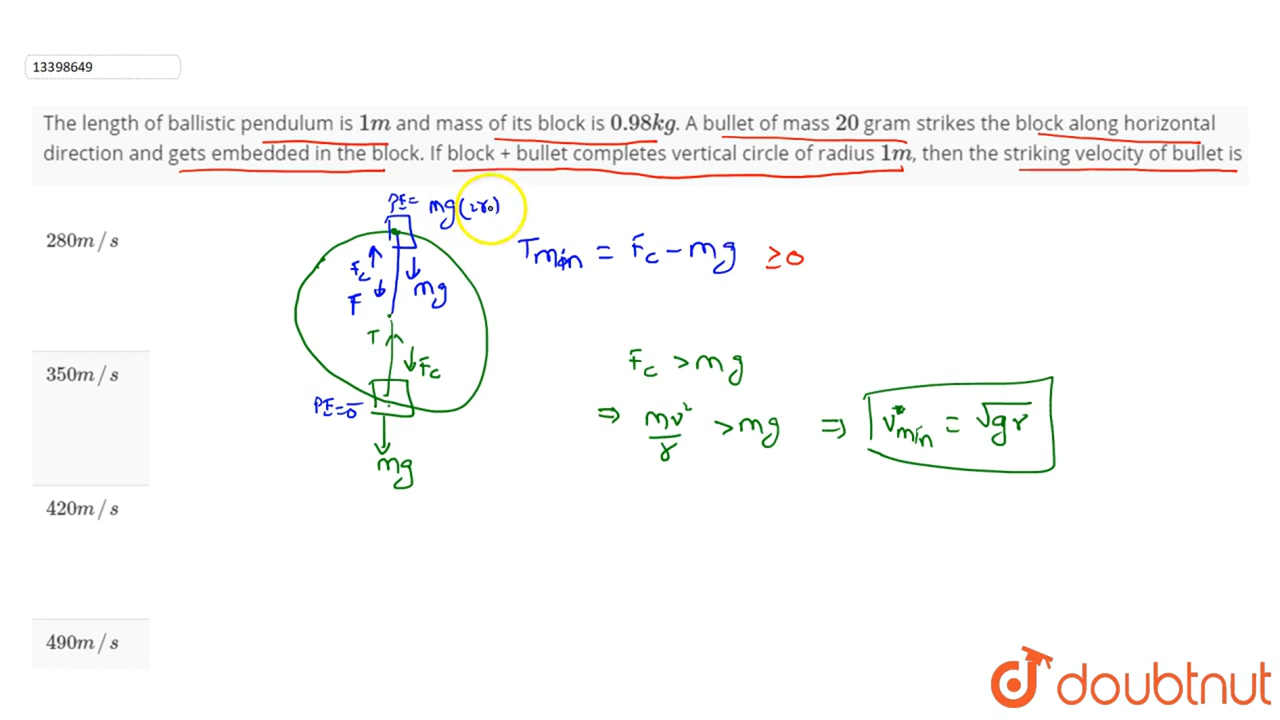 13398649
The length of ballistic pendulum is 1m and mass of its block is 0.98kg. A bullet of mass 20 gram strikes the block along horizontal
direction and gets embedded in the block. If block + bullet completes vertical circle of radius 1m, then the striking velocity of bullet is
PE= mg(2r)
280m/s
Tmin = Fc - mg ≥0
Fc
F
mg
T
Fc
350m/s
Fc > mg
PE=0
⇒ mv²/r > mg ⇒ vmin = √gr
mg
420m/s
490m/s
doubtnut